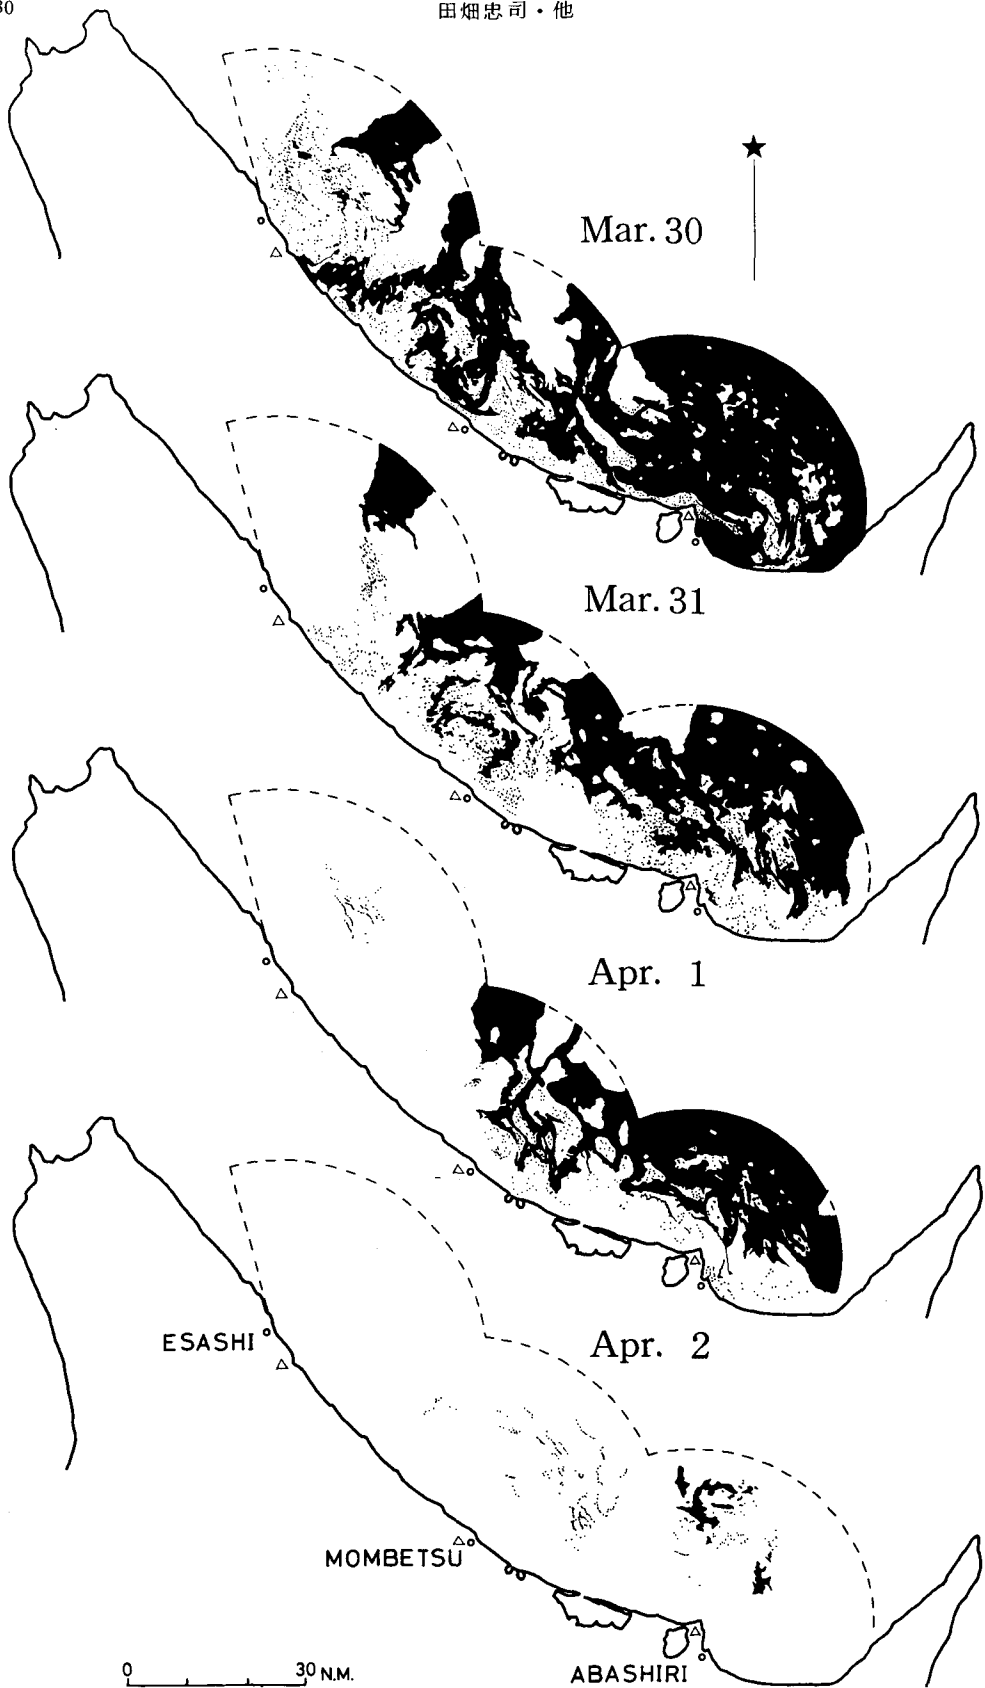 田畑忠司・他
Mar. 30
Mar. 31
Apr. 1
Apr. 2
ESASHI
MOMBETSU
ABASHIRI
0 30 N.M.